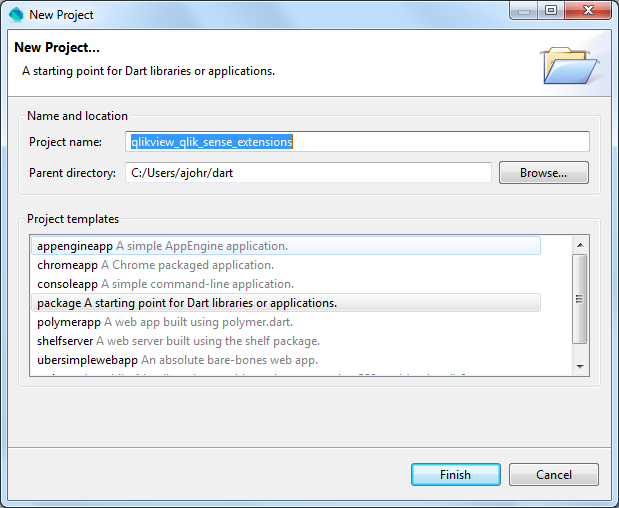 New Project
New Project...
A starting point for Dart libraries or applications.
Name and location
Project name: qlikview_qlik_sense_extensions
Parent directory: C:/Users/ajohr/dart Browse...
Project templates
appengineapp A simple AppEngine application.
chromeapp A Chrome packaged application.
consoleapp A simple command-line application.
package A starting point for Dart libraries or applications.
polymerapp A web app built using polymer.dart.
shelfserver A web server built using the shelf package.
ubersimplewebapp An absolute bare-bones web app.
Finish Cancel